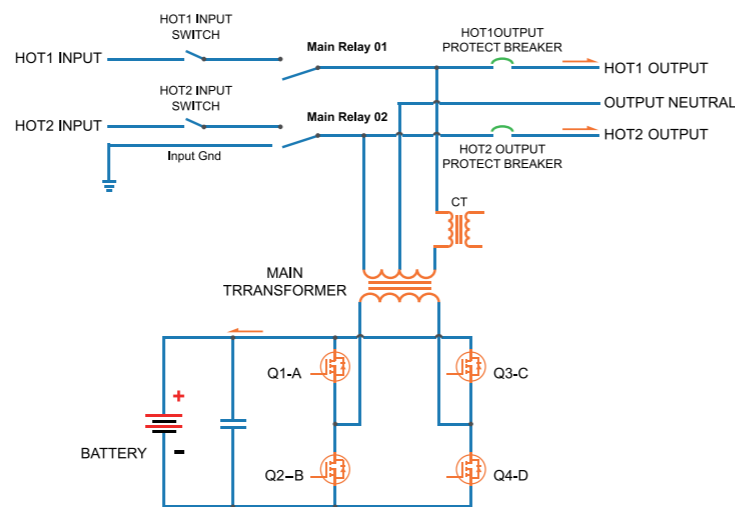 HOT1 INPUT
SWITCH
HOT1 INPUT
Main Relay 01
HOT1OUTPUT
PROTECT BREAKER
HOT1 OUTPUT
OUTPUT NEUTRAL
HOT2 INPUT
SWITCH
HOT2 INPUT
Main Relay 02
HOT2 OUTPUT
Input Gnd
HOT2 OUTPUT
PROTECT BREAKER
CT
MAIN
TRRANSFORMER
Q1-A
Q3-C
+
BATTERY
-
Q2–B
Q4-D